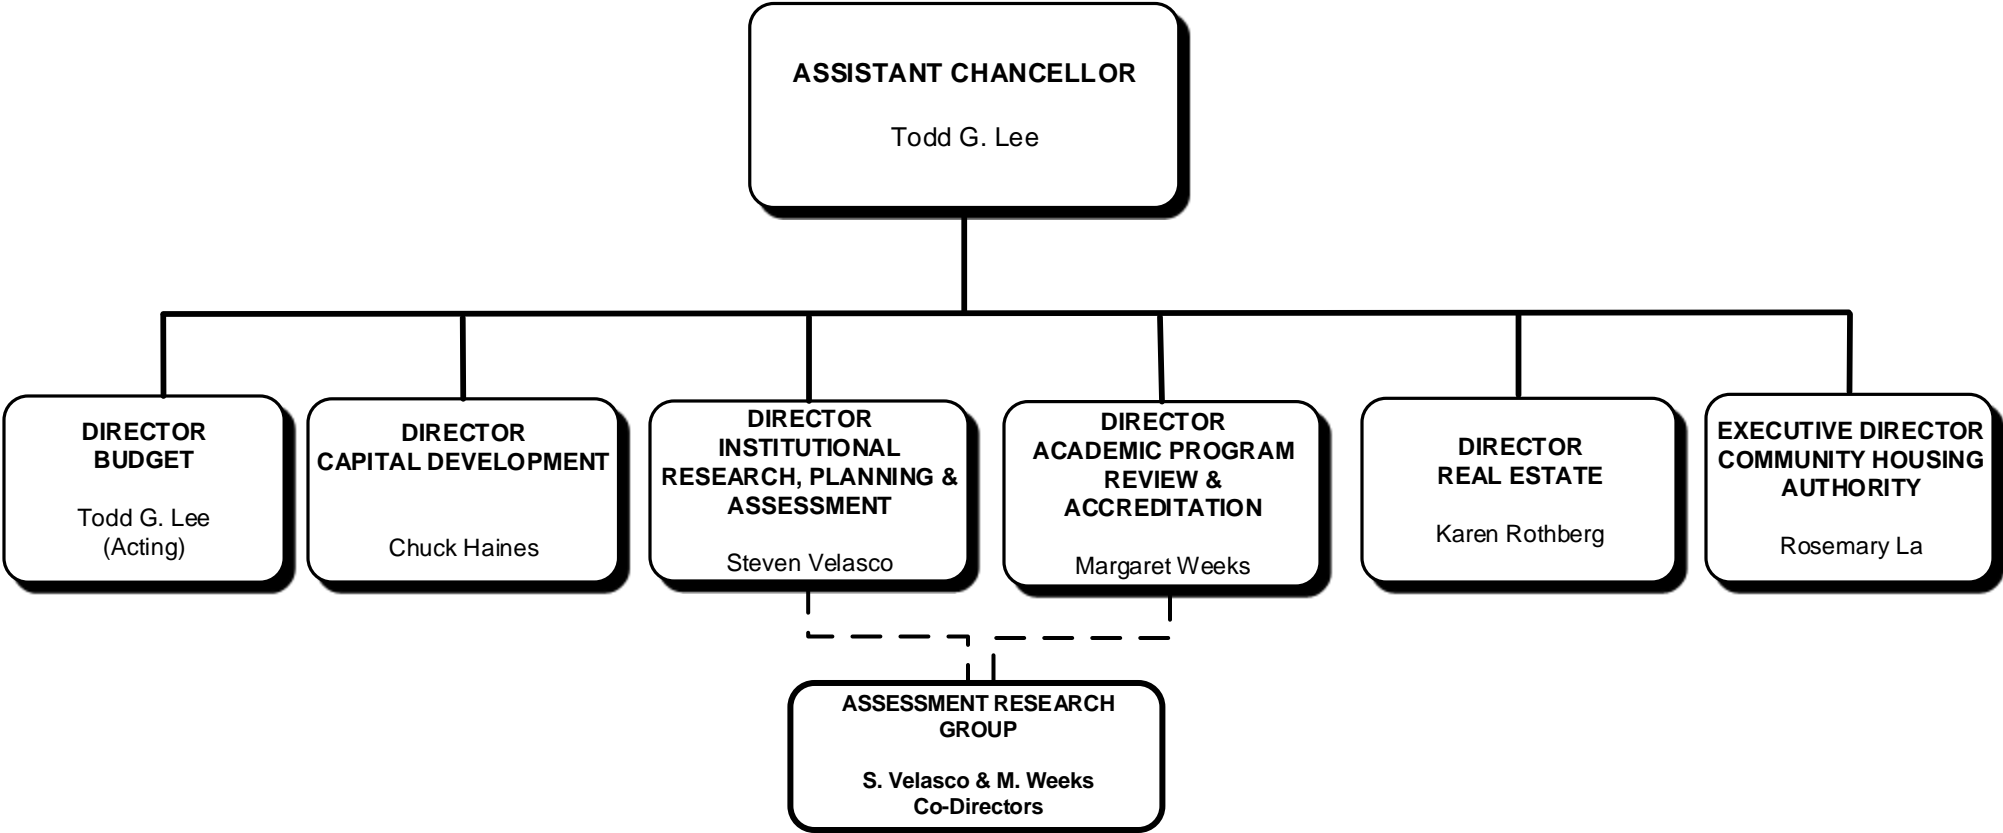 ASSISTANT CHANCELLOR
Todd G. Lee
DIRECTOR
BUDGET
Todd G. Lee
(Acting)
DIRECTOR
CAPITAL DEVELOPMENT
Chuck Haines
DIRECTOR
INSTITUTIONAL
RESEARCH, PLANNING &
ASSESSMENT
Steven Velasco
DIRECTOR
ACADEMIC PROGRAM
REVIEW &
ACCREDITATION
Margaret Weeks
DIRECTOR
REAL ESTATE
Karen Rothberg
EXECUTIVE DIRECTOR
COMMUNITY HOUSING
AUTHORITY
Rosemary La
ASSESSMENT RESEARCH
GROUP
S. Velasco & M. Weeks
Co-Directors